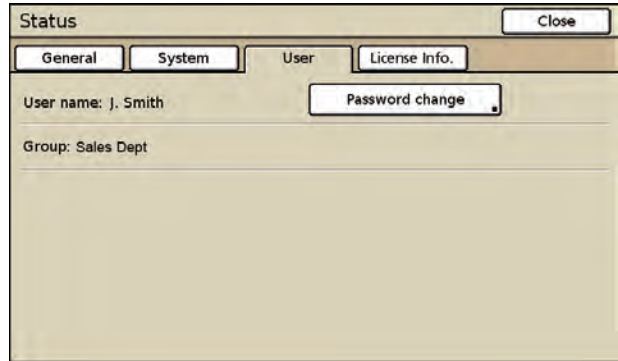 Status Close
General System User License Info.
User name: J. Smith Password change
Group: Sales Dept